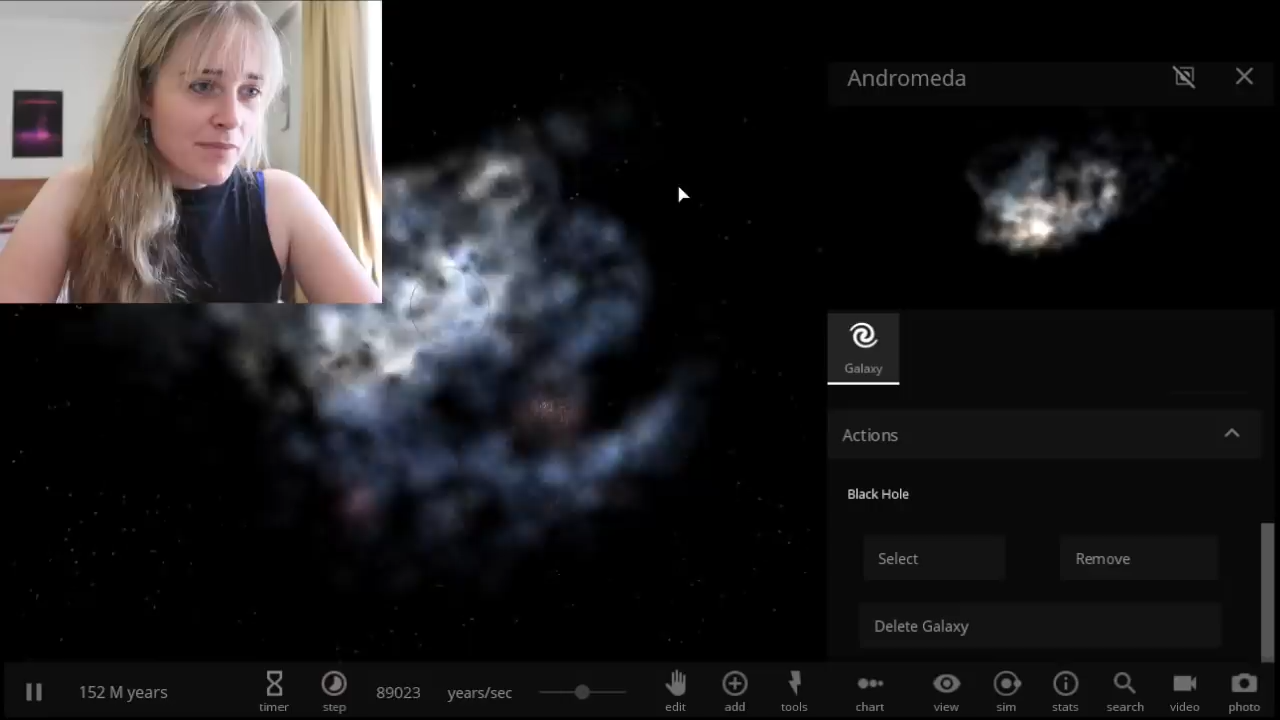 Andromeda
Galaxy
Actions
Black Hole
Select Remove
Delete Galaxy
152 M years
timer
step
89023 years/sec
edit
add
tools
chart
view
sim
stats
search
video
photo